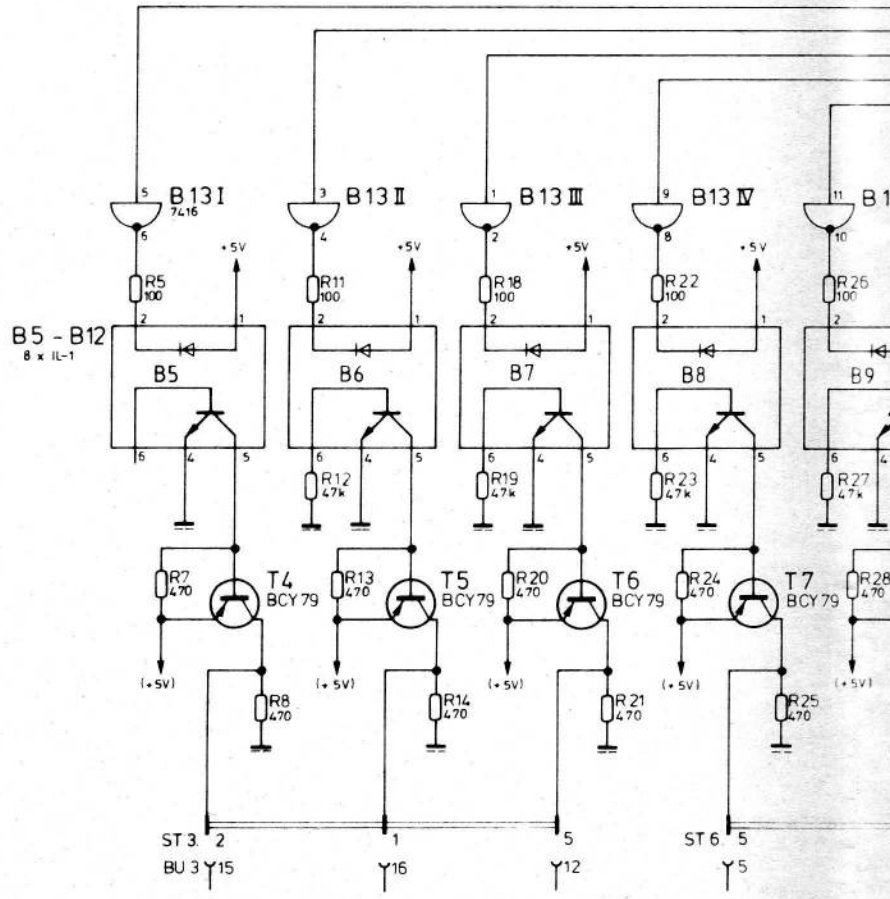 5 B13 I 3 B13 II 1 B13 III 9 B13 IV 11 B1
7416
6 4 2 8 10
+5V +5V +5V +5V
R5 R11 R18 R22 R26
100 100 100 100 100
2 1 2 1 2 1 2 1 2
B5 - B12
8 x IL-1
B5 B6 B7 B8 B9
6 4 5 6 4 5 6 4 5 6 4 5 6 4
R12 R19 R23 R27
47k 47k 47k 47k
R7 T4 R13 T5 R20 T6 R24 T7 R28
470 BCY79 470 BCY79 470 BCY79 470 BCY79 470
(+5V) (+5V) (+5V) (+5V) (+5V)
R8 R14 R21 R25
470 470 470 470
ST 3. 2 1 5 ST 6. 5
BU 3 15 16 12 5